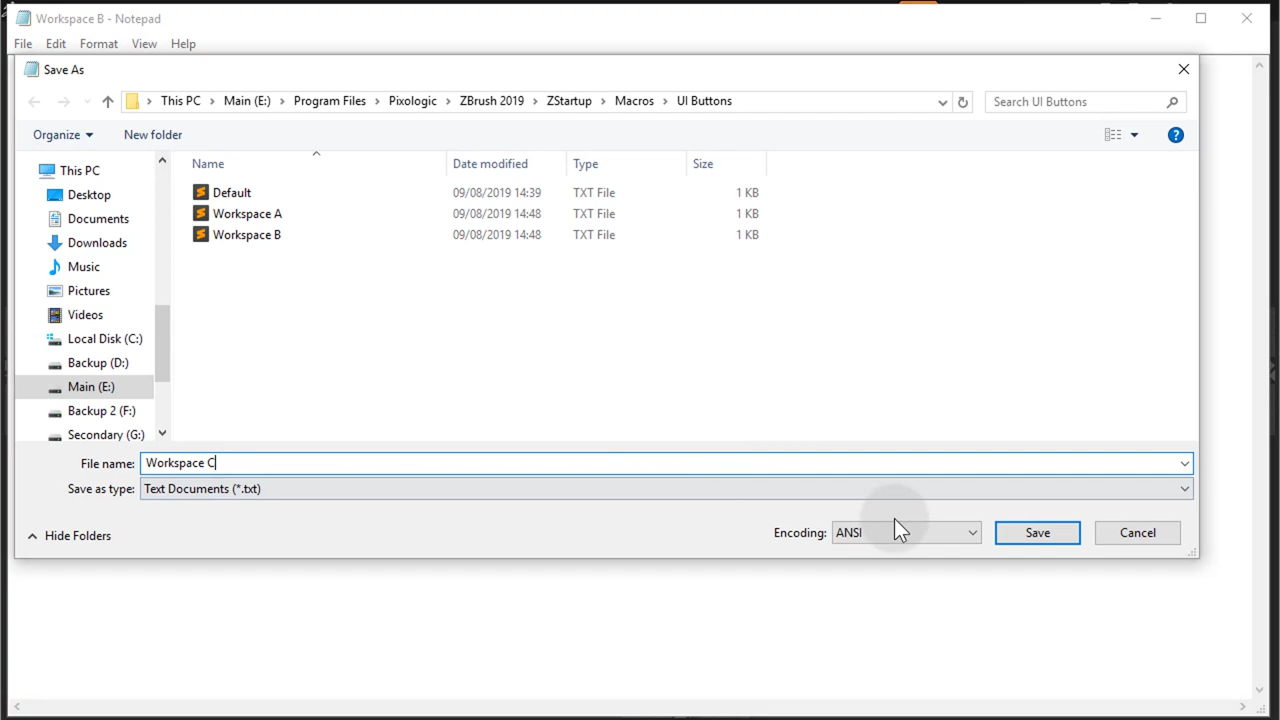 Workspace B - Notepad
File Edit Format View Help
Save As
This PC Main (E:) Program Files Pixologic ZBrush 2019 ZStartup Macros UI Buttons Search UI Buttons
Organize New folder
Name Date modified Type Size
This PC
Desktop
Documents
Downloads
Music
Pictures
Videos
Local Disk (C:)
Backup (D:)
Main (E:)
Backup 2 (F:)
Secondary (G:)
Default 09/08/2019 14:39 TXT File 1 KB
Workspace A 09/08/2019 14:48 TXT File 1 KB
Workspace B 09/08/2019 14:48 TXT File 1 KB
File name: Workspace C
Save as type: Text Documents (*.txt)
Hide Folders Encoding: ANSI Save Cancel